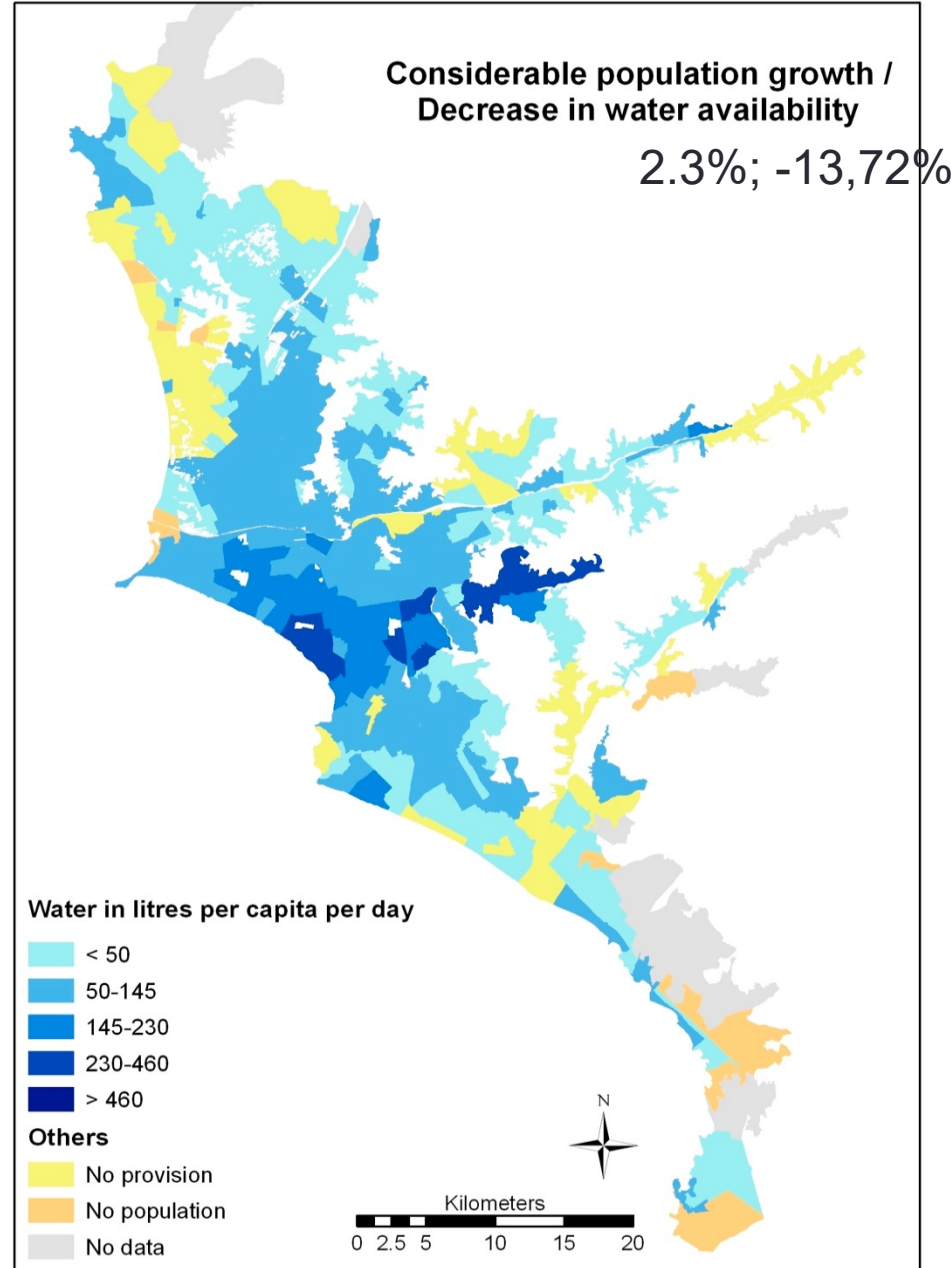 Considerable population growth /
Decrease in water availability
2.3%; -13,72%
Water in litres per capita per day
< 50
50-145
145-230
230-460
> 460
Others
No provision
No population
No data
N
Kilometers
0 2.5 5 10 15 20